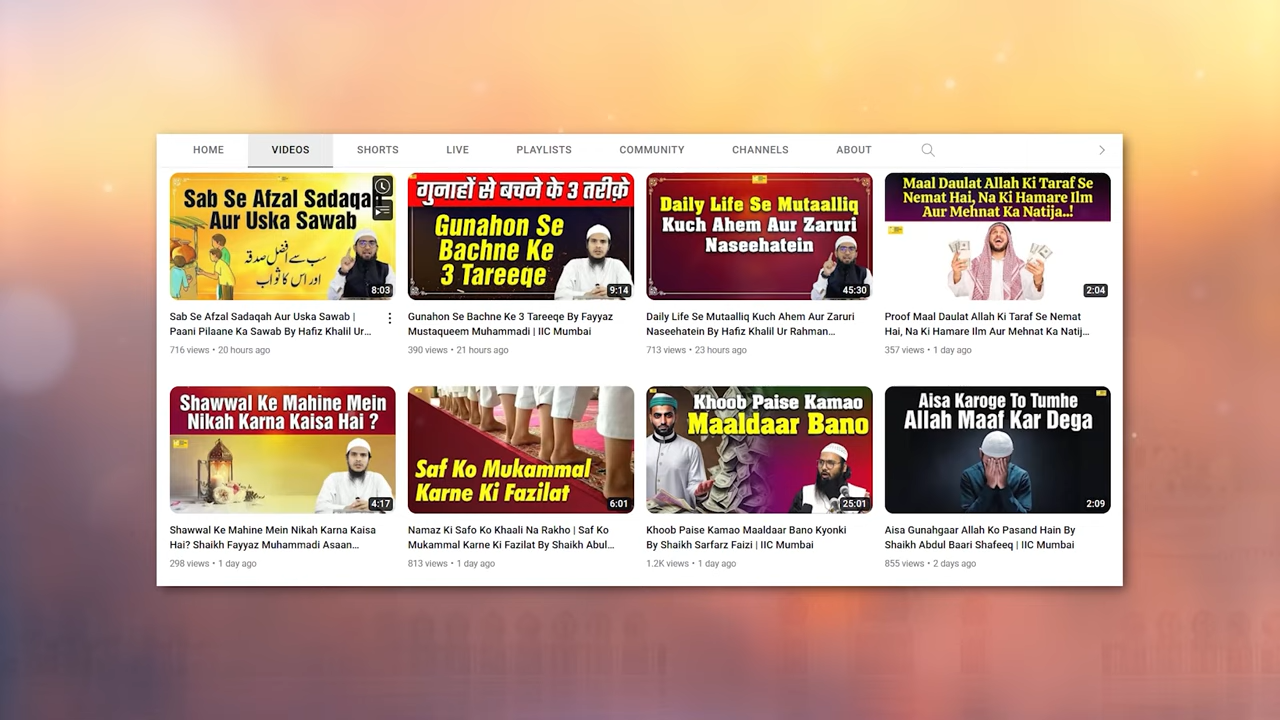 HOME VIDEOS SHORTS LIVE PLAYLISTS COMMUNITY CHANNELS ABOUT
Sab Se Afzal Sadaqah
Aur Uska Sawab
سب سے افضل صدقہ
اور اس کا ثواب
8:03
Sab Se Afzal Sadaqah Aur Uska Sawab |
Paani Pilaane Ka Sawab By Hafiz Khalil Ur...
716 views • 20 hours ago
गुनाहों से बचने के 3 तरीक़े
Gunahon Se
Bachne Ke
3 Tareeqe
9:14
Gunahon Se Bachne Ke 3 Tareeqe By Fayyaz
Mustaqueem Muhammadi | IIC Mumbai
390 views • 21 hours ago
Daily Life Se Mutaalliq
Kuch Ahem Aur Zaruri
Naseehatein
45:30
Daily Life Se Mutaalliq Kuch Ahem Aur Zaruri
Naseehatein By Hafiz Khalil Ur Rahman...
713 views • 23 hours ago
Maal Daulat Allah Ki Taraf Se
Nemat Hai, Na Ki Hamare Ilm
Aur Mehnat Ka Natija..!
2:04
Proof Maal Daulat Allah Ki Taraf Se Nemat
Hai, Na Ki Hamare Ilm Aur Mehnat Ka Natij...
357 views • 1 day ago
Shawwal Ke Mahine Mein
Nikah Karna Kaisa Hai ?
4:17
Shawwal Ke Mahine Mein Nikah Karna Kaisa
Hai? Shaikh Fayyaz Muhammadi Asaan...
298 views • 1 day ago
Saf Ko Mukammal
Karne Ki Fazilat
6:01
Namaz Ki Safo Ko Khaali Na Rakho | Saf Ko
Mukammal Karne Ki Fazilat By Shaikh Abul...
813 views • 1 day ago
Khoob Paise Kamao
Maaldaar Bano
25:01
Khoob Paise Kamao Maaldaar Bano Kyonki
By Shaikh Sarfarz Faizi | IIC Mumbai
1.2K views • 1 day ago
Aisa Karoge To Tumhe
Allah Maaf Kar Dega
2:09
Aisa Gunahgaar Allah Ko Pasand Hain By
Shaikh Abdul Baari Shafeeq | IIC Mumbai
855 views • 2 days ago